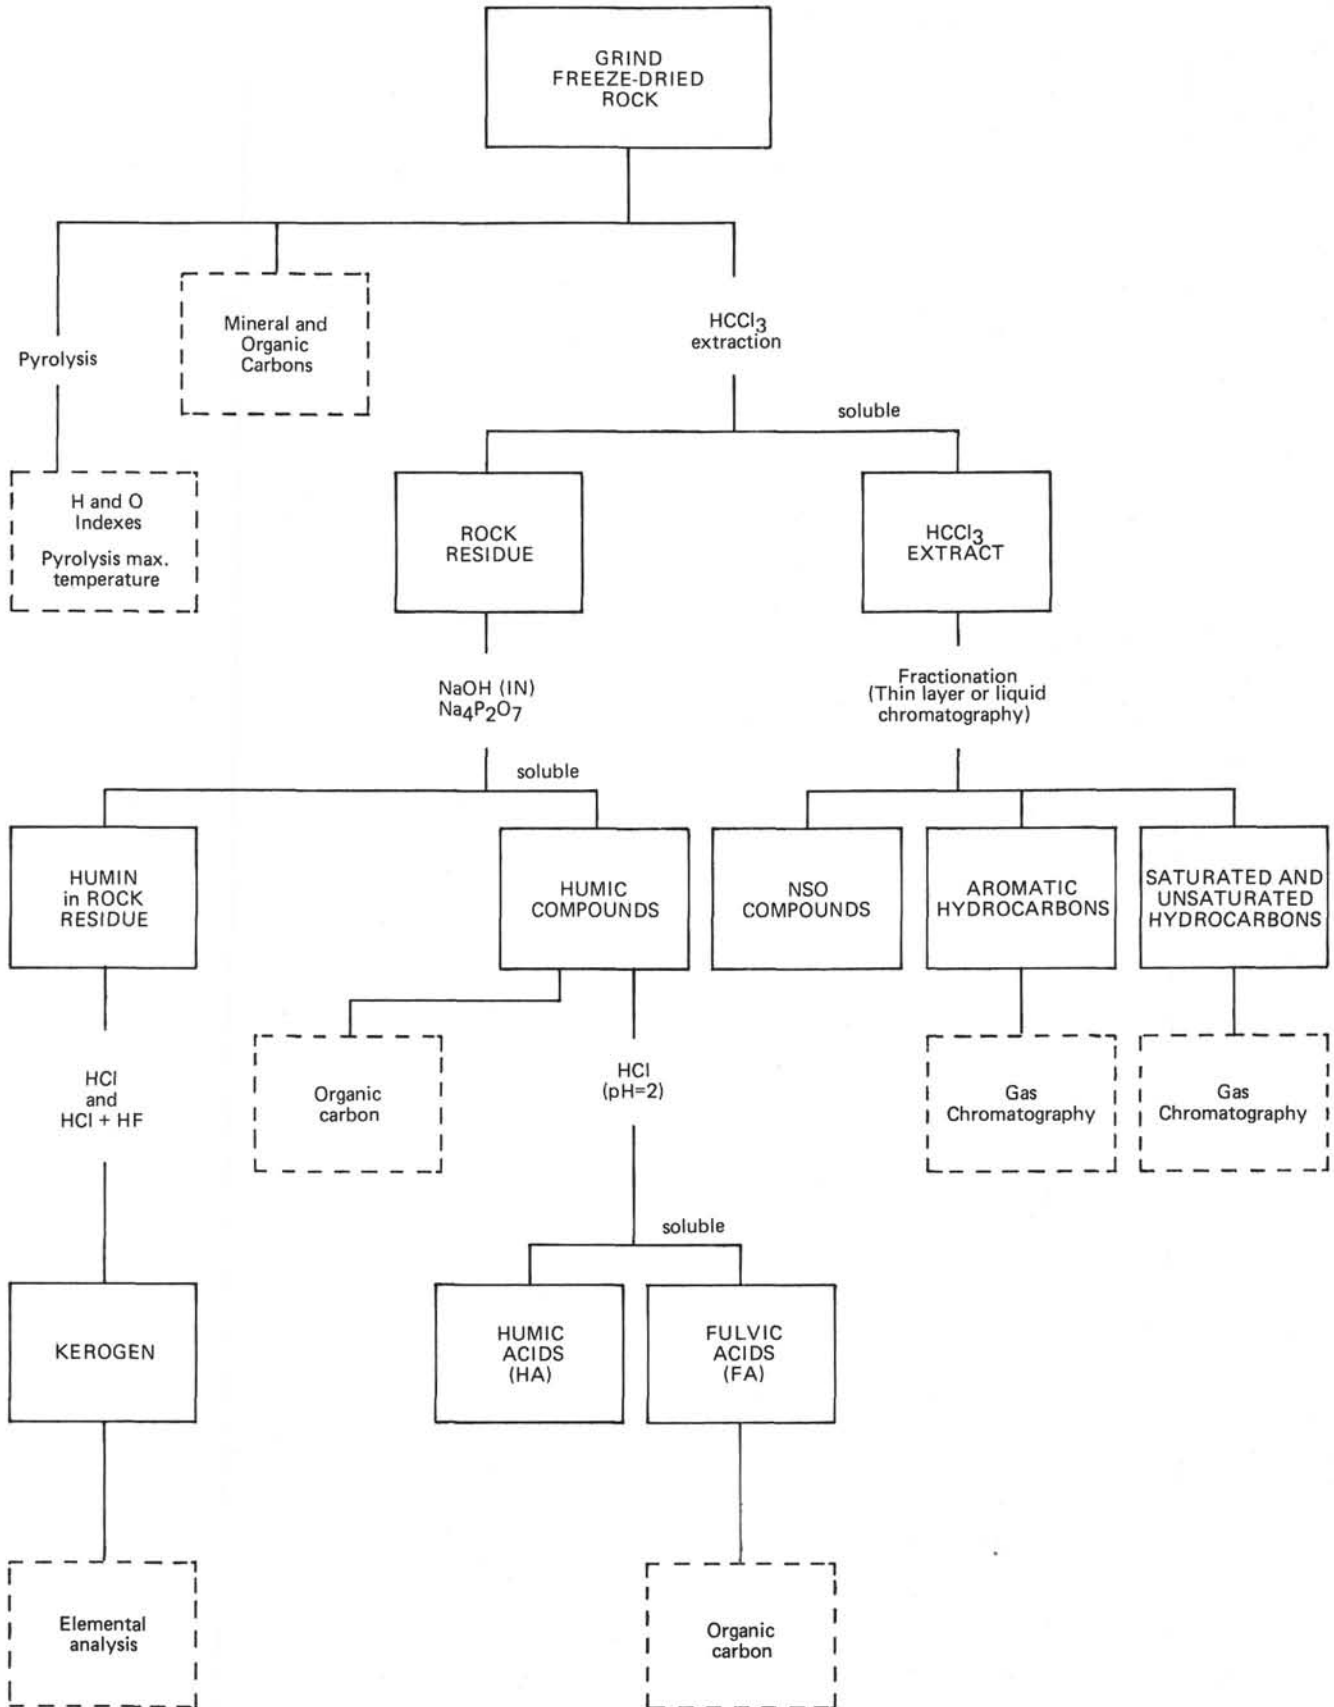 GRIND
FREEZE-DRIED
ROCK
Pyrolysis
Mineral and
Organic
Carbons
HCCl3
extraction
soluble
H and O
Indexes
Pyrolysis max.
temperature
ROCK
RESIDUE
HCCl3
EXTRACT
NaOH (IN)
Na4P2O7
Fractionation
(Thin layer or liquid
chromatography)
soluble
HUMIN
in ROCK
RESIDUE
HUMIC
COMPOUNDS
NSO
COMPOUNDS
AROMATIC
HYDROCARBONS
SATURATED AND
UNSATURATED
HYDROCARBONS
HCl
and
HCl + HF
Organic
carbon
HCl
(pH=2)
Gas
Chromatography
Gas
Chromatography
soluble
KEROGEN
HUMIC
ACIDS
(HA)
FULVIC
ACIDS
(FA)
Elemental
analysis
Organic
carbon